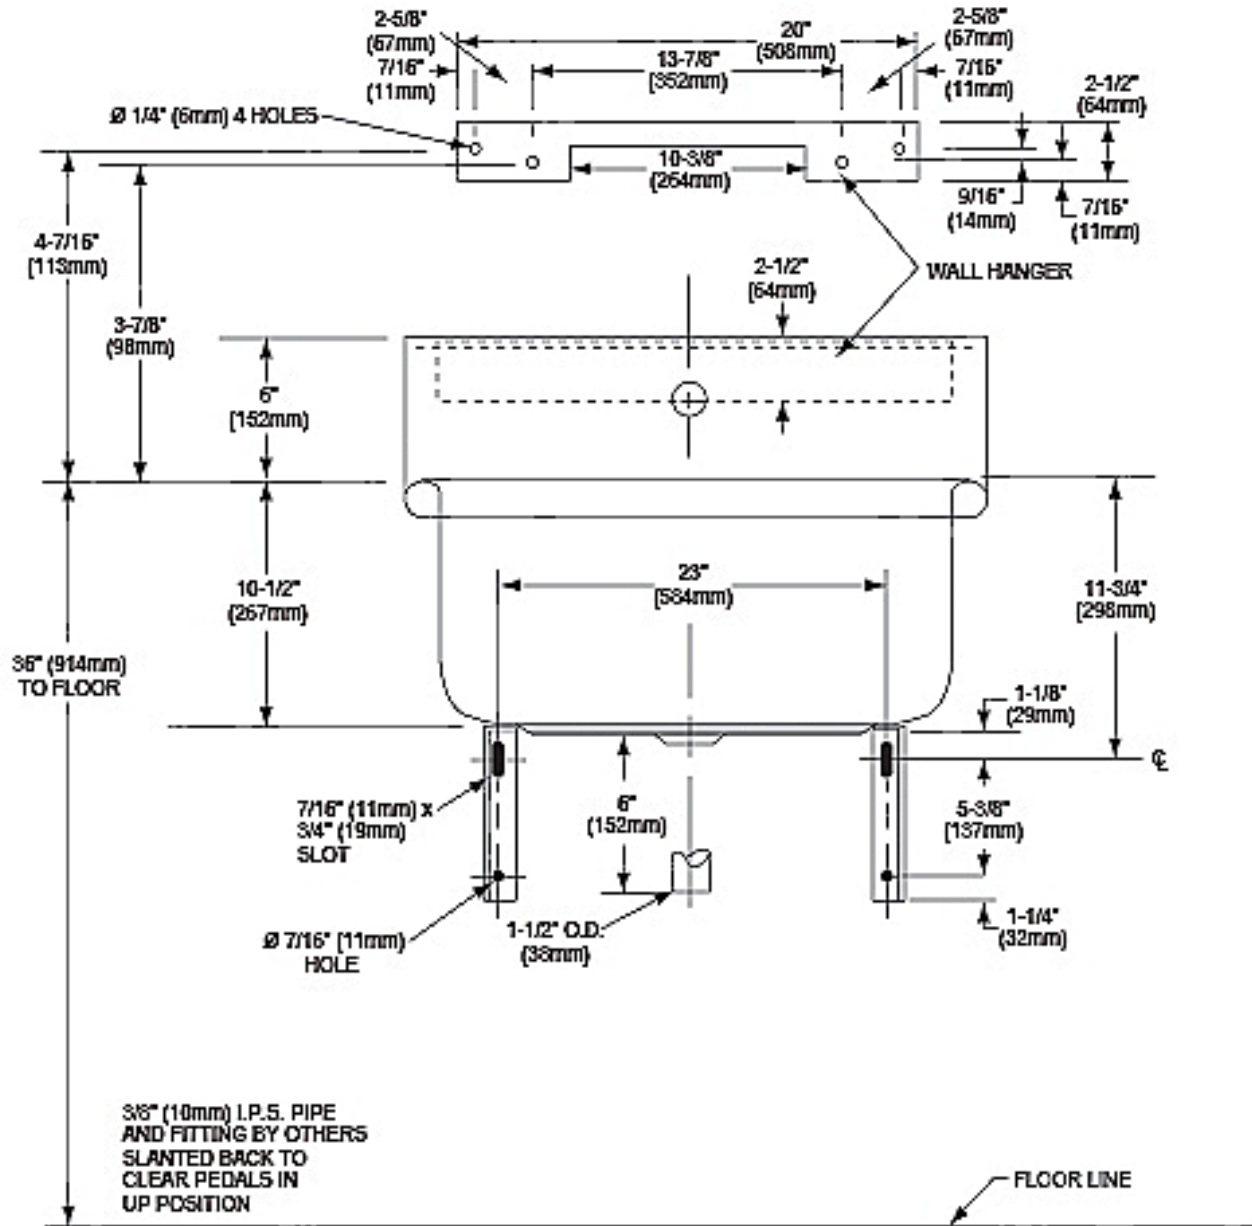 2-5/8"
(67mm)
20"
(508mm)
2-5/8"
(67mm)
7/16"
(11mm)
13-7/8"
[352mm)
7/16"
(11mm)
2-1/2"
(64mm)
Ø 1/4" (6mm) 4 HOLES
10-3/8"
(264mm)
9/16"
(14mm)
7/16"
(11mm)
4-7/16"
[113mm)
WALL HANGER
2-1/2"
[64mm)
3-7/8"
(98mm)
6"
[152mm)
10-1/2"
(267mm)
23"
[584mm)
11-3/4"
[298mm)
36" (914mm)
TO FLOOR
1-1/8"
(29mm)
℄
7/16" (11mm) x
3/4" (19mm)
SLOT
6"
(152mm)
5-3/8"
[137mm)
Ø 7/16" [11mm)
HOLE
1-1/2" O.D.
(38mm)
1-1/4"
(32mm)
3/8" (10mm) I.P.S. PIPE
AND FITTING BY OTHERS
SLANTED BACK TO
CLEAR PEDALS IN
UP POSITION
FLOOR LINE